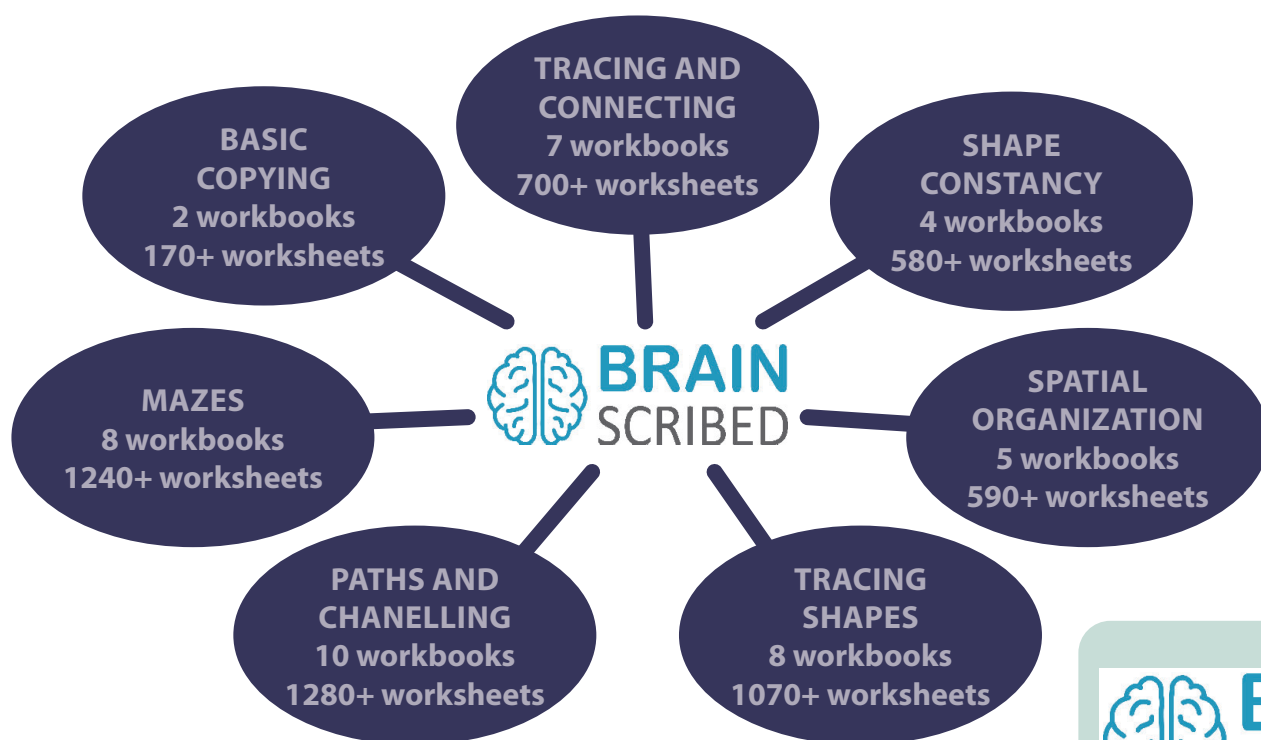 TRACING AND
CONNECTING
7 workbooks
700+ worksheets
BASIC
COPYING
2 workbooks
170+ worksheets
SHAPE
CONSTANCY
4 workbooks
580+ worksheets
BRAIN
SCRIBED
MAZES
8 workbooks
1240+ worksheets
SPATIAL
ORGANIZATION
5 workbooks
590+ worksheets
PATHS AND
CHANELLING
10 workbooks
1280+ worksheets
TRACING
SHAPES
8 workbooks
1070+ worksheets